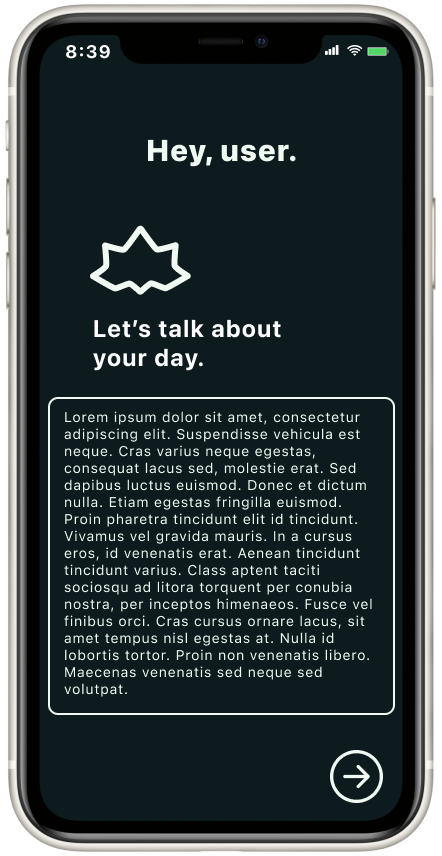 8:39
Hey, user.
Let's talk about
your day.
Lorem ipsum dolor sit amet, consectetur
adipiscing elit. Suspendisse vehicula est
neque. Cras varius neque egestas,
consequat lacus sed, molestie erat. Sed
dapibus luctus euismod. Donec et dictum
nulla. Etiam egestas fringilla euismod.
Proin pharetra tincidunt elit id tincidunt.
Vivamus vel gravida mauris. In a cursus
eros, id venenatis erat. Aenean tincidunt
tincidunt varius. Class aptent taciti
sociosqu ad litora torquent per conubia
nostra, per inceptos himenaeos. Fusce vel
finibus orci. Cras cursus ornare lacus, sit
amet tempus nisl egestas at. Nulla id
lobortis tortor. Proin non venenatis libero.
Maecenas venenatis sed neque sed
volutpat.